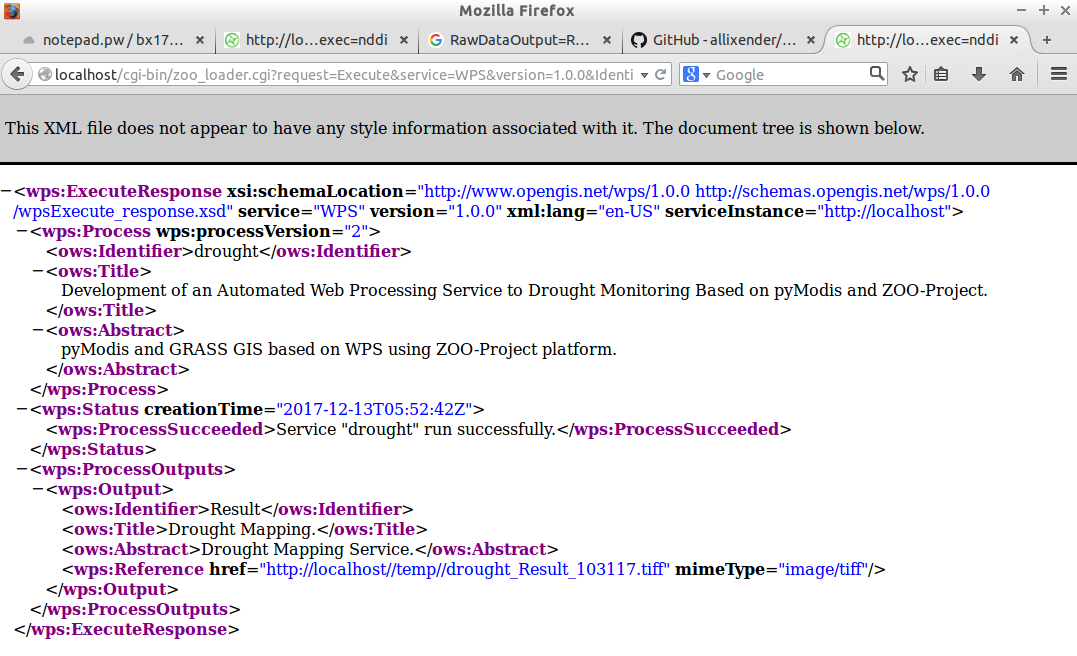 Mozilla Firefox
notepad.pw / bx17... × http://lo...exec=nddi × RawDataOutput=R... × GitHub - allixender/... × http://lo...exec=nddi × +
localhost/cgi-bin/zoo_loader.cgi?request=Execute&service=WPS&version=1.0.0&Identi 8 Google
This XML file does not appear to have any style information associated with it. The document tree is shown below.
−<wps:ExecuteResponse xsi:schemaLocation="http://www.opengis.net/wps/1.0.0 http://schemas.opengis.net/wps/1.0.0
/wpsExecute_response.xsd" service="WPS" version="1.0.0" xml:lang="en-US" serviceInstance="http://localhost">
−<wps:Process wps:processVersion="2">
<ows:Identifier>drought</ows:Identifier>
−<ows:Title>
Development of an Automated Web Processing Service to Drought Monitoring Based on pyModis and ZOO-Project.
</ows:Title>
−<ows:Abstract>
pyModis and GRASS GIS based on WPS using ZOO-Project platform.
</ows:Abstract>
</wps:Process>
−<wps:Status creationTime="2017-12-13T05:52:42Z">
<wps:ProcessSucceeded>Service "drought" run successfully.</wps:ProcessSucceeded>
</wps:Status>
−<wps:ProcessOutputs>
−<wps:Output>
<ows:Identifier>Result</ows:Identifier>
<ows:Title>Drought Mapping.</ows:Title>
<ows:Abstract>Drought Mapping Service.</ows:Abstract>
<wps:Reference href="http://localhost//temp//drought_Result_103117.tiff" mimeType="image/tiff"/>
</wps:Output>
</wps:ProcessOutputs>
</wps:ExecuteResponse>